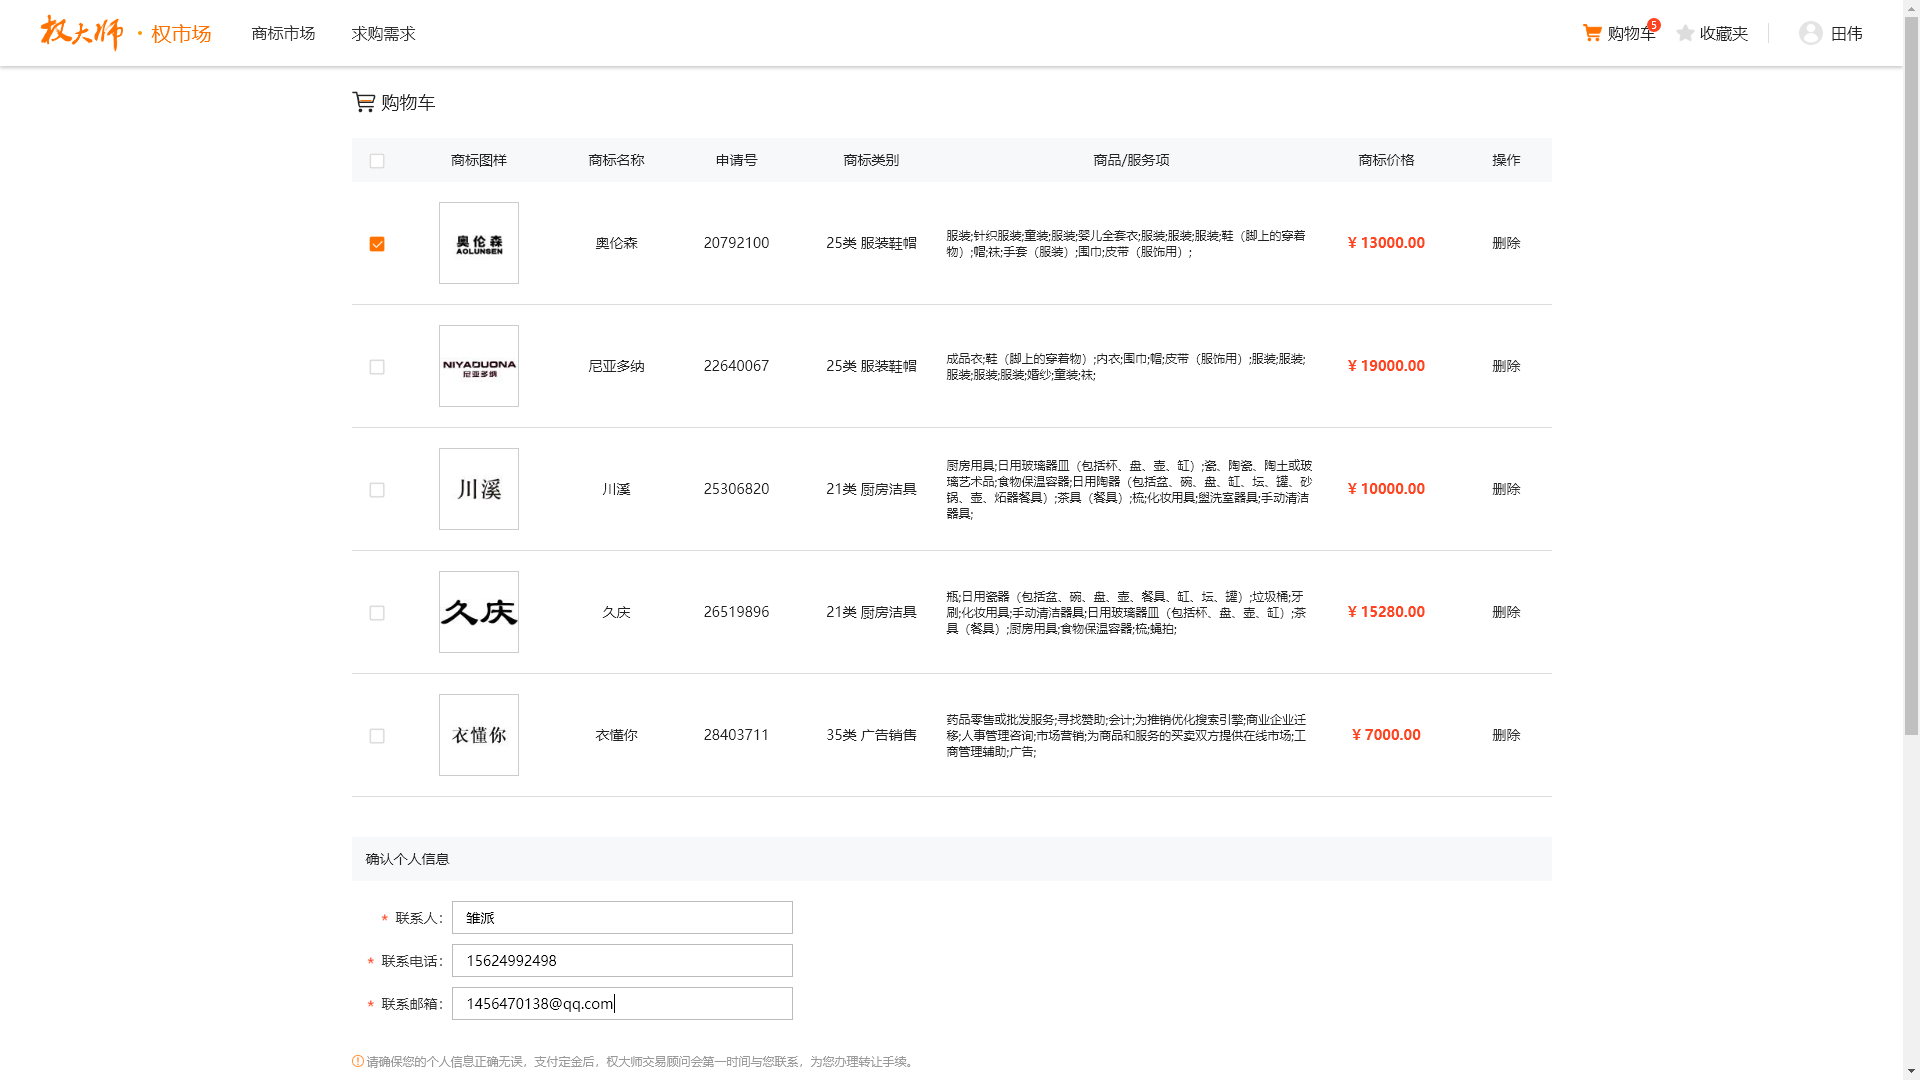 权大师 · 权市场 商标市场 求购需求 购物车 5 收藏夹 田伟
购物车
商标图样 商标名称 申请号 商标类别 商品/服务项 商标价格 操作
奥伦森
AOLUNSEN
奥伦森 20792100 25类 服装鞋帽
服装;针织服装;童装;服装;婴儿全套衣;服装;服装;服装;鞋（脚上的穿着
物）;帽;袜;手套（服装）;围巾;皮带（服饰用）;
¥ 13000.00 删除
NIYADUONA
尼亚多纳
尼亚多纳 22640067 25类 服装鞋帽
成品衣;鞋（脚上的穿着物）;内衣;围巾;帽;皮带（服饰用）;服装;服装;
服装;服装;服装;婚纱;童装;袜;
¥ 19000.00 删除
川溪
川溪 25306820 21类 厨房洁具
厨房用具;日用玻璃器皿（包括杯、盘、壶、缸）;瓷、陶瓷、陶土或玻
璃艺术品;食物保温容器;日用陶器（包括盆、碗、盘、缸、坛、罐、砂
锅、壶、炻器餐具）;茶具（餐具）;梳;化妆用具;盥洗室器具;手动清洁
器具;
¥ 10000.00 删除
久庆
久庆 26519896 21类 厨房洁具
瓶;日用瓷器（包括盆、碗、盘、壶、餐具、缸、坛、罐）;垃圾桶;牙
刷;化妆用具;手动清洁器具;日用玻璃器皿（包括杯、盘、壶、缸）;茶
具（餐具）;厨房用具;食物保温容器;梳;蝇拍;
¥ 15280.00 删除
衣懂你
衣懂你 28403711 35类 广告销售
药品零售或批发服务;寻找赞助;会计;为推销优化搜索引擎;商业企业迁
移;人事管理咨询;市场营销;为商品和服务的买卖双方提供在线市场;工
商管理辅助;广告;
¥ 7000.00 删除
确认个人信息
* 联系人： 雏派
* 联系电话： 15624992498
* 联系邮箱： 1456470138@qq.com
请确保您的个人信息正确无误，支付定金后，权大师交易顾问会第一时间与您联系，为您办理转让手续。